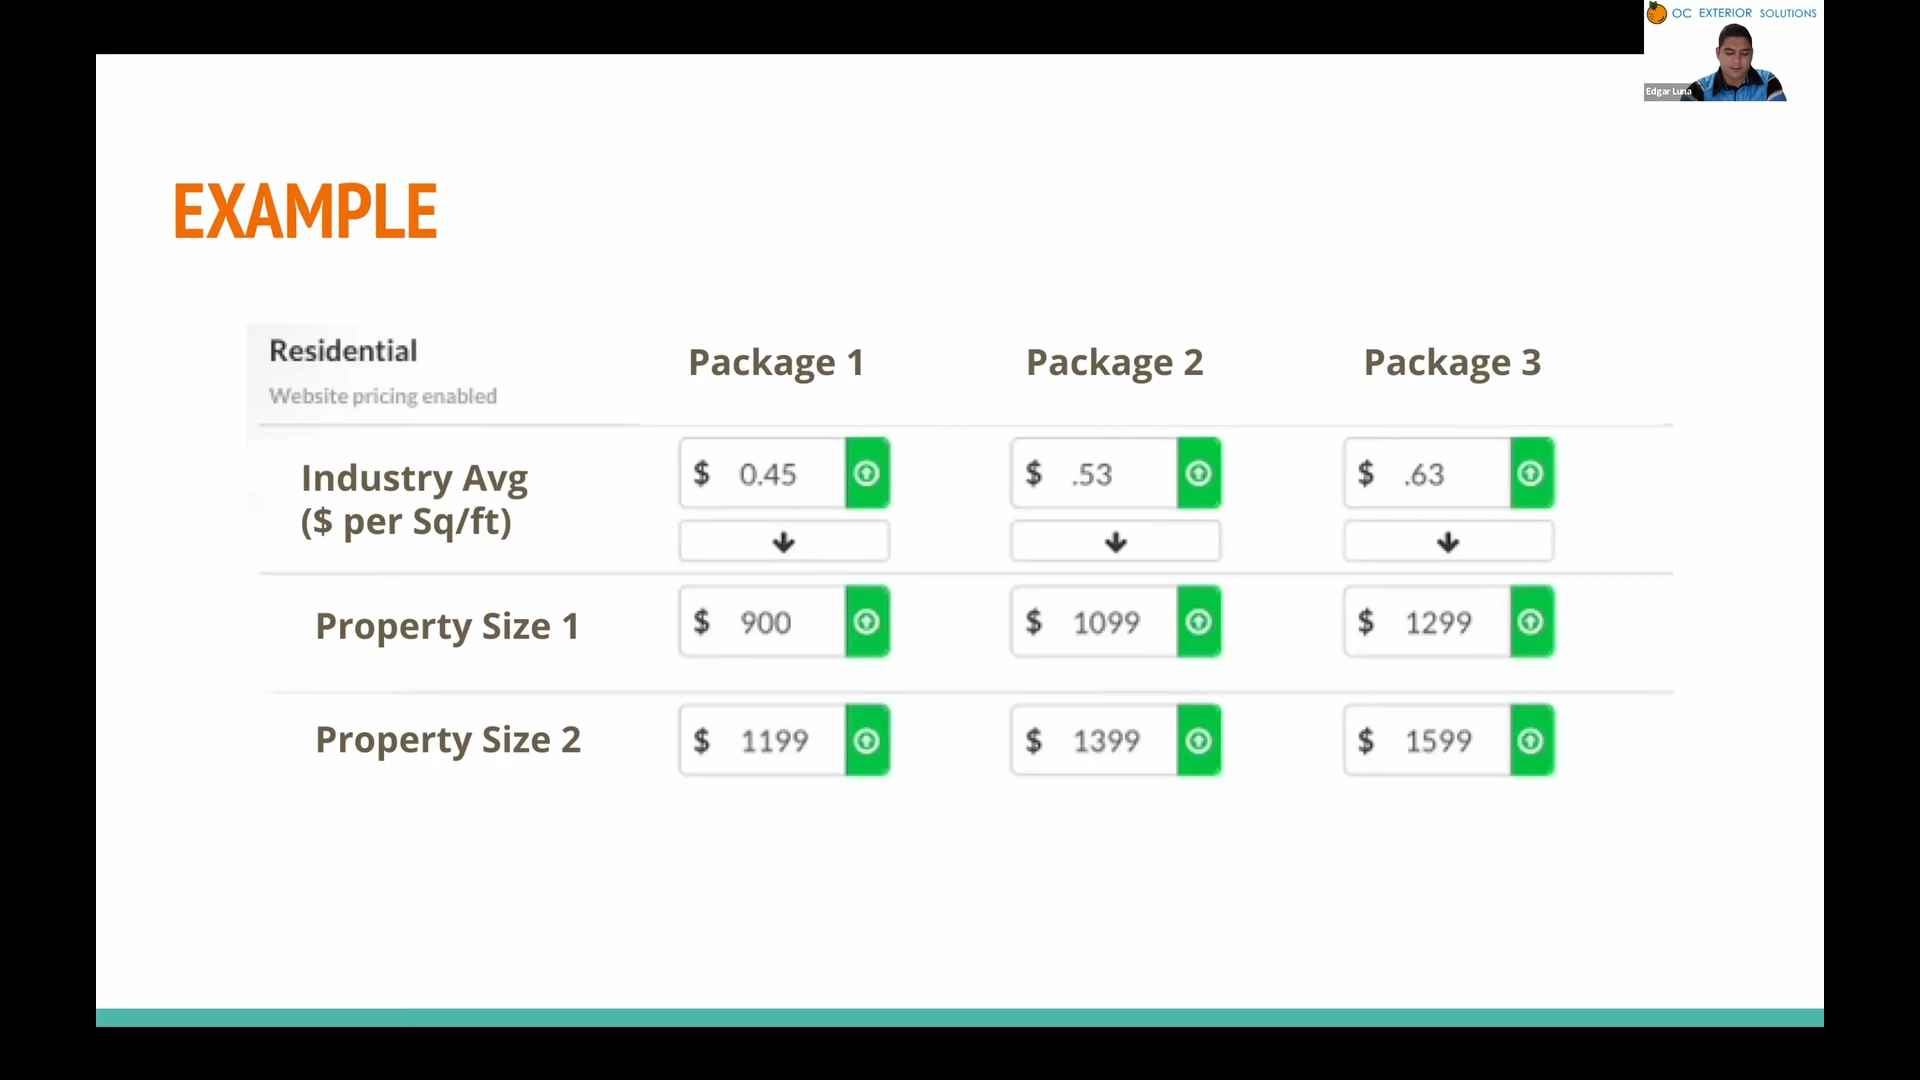 OC EXTERIOR SOLUTIONS
Edgar Luna
EXAMPLE
Residential
Website pricing enabled
Package 1
Package 2
Package 3
Industry Avg
($ per Sq/ft)
$ 0.45
$ .53
$ .63
Property Size 1
$ 900
$ 1099
$ 1299
Property Size 2
$ 1199
$ 1399
$ 1599